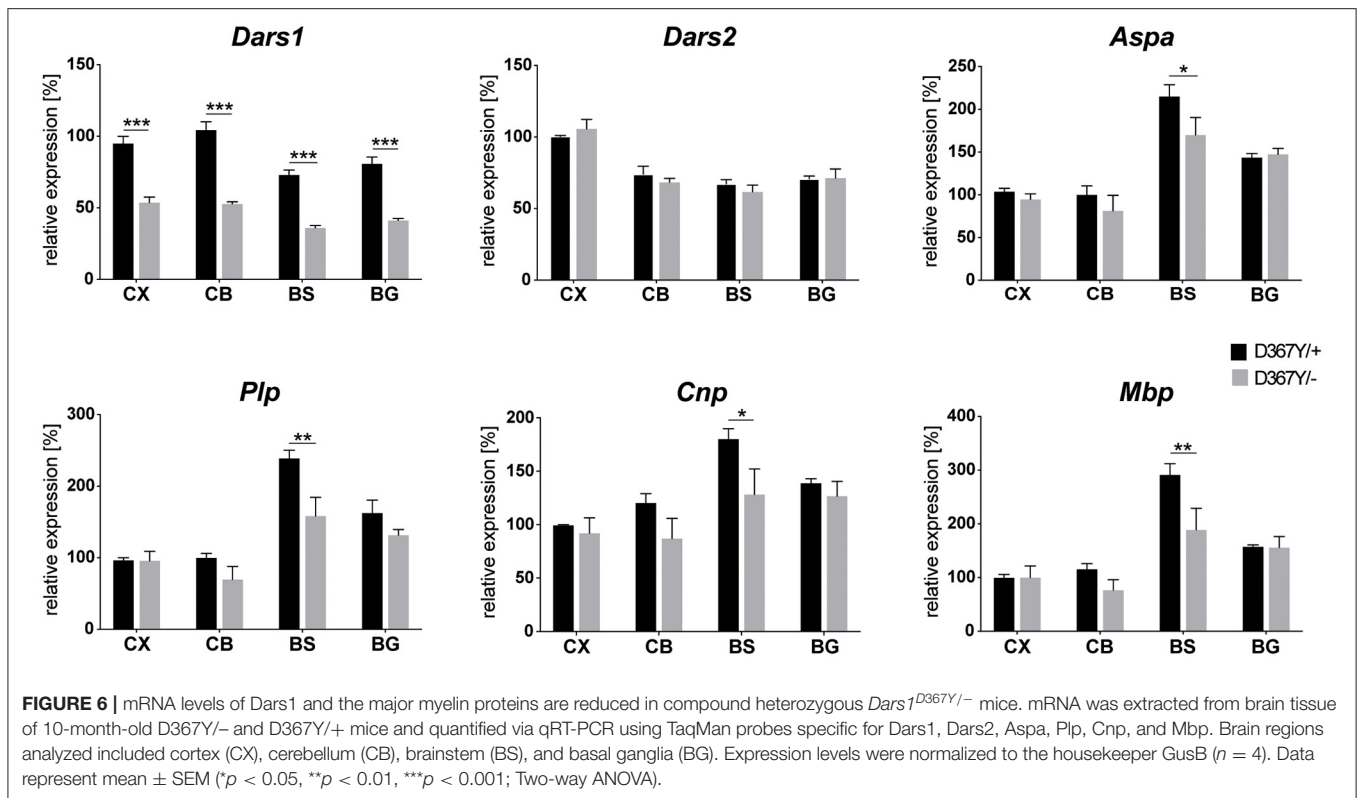 Dars1
Dars2
Aspa
relative expression [%]
150
100
50
0
***
***
***
***
CX CB BS BG
relative expression [%]
150
100
50
0
CX CB BS BG
relative expression [%]
250
200
150
100
50
0
*
CX CB BS BG
D367Y/+
D367Y/-
Plp
Cnp
Mbp
relative expression [%]
300
200
100
0
**
CX CB BS BG
relative expression [%]
200
150
100
50
0
*
CX CB BS BG
relative expression [%]
400
300
200
100
0
**
CX CB BS BG
FIGURE 6 | mRNA levels of Dars1 and the major myelin proteins are reduced in compound heterozygous Dars1D367Y/− mice. mRNA was extracted from brain tissue
of 10-month-old D367Y/– and D367Y/+ mice and quantified via qRT-PCR using TaqMan probes specific for Dars1, Dars2, Aspa, Plp, Cnp, and Mbp. Brain regions
analyzed included cortex (CX), cerebellum (CB), brainstem (BS), and basal ganglia (BG). Expression levels were normalized to the housekeeper GusB (n = 4). Data
represent mean ± SEM (*p < 0.05, **p < 0.01, ***p < 0.001; Two-way ANOVA).